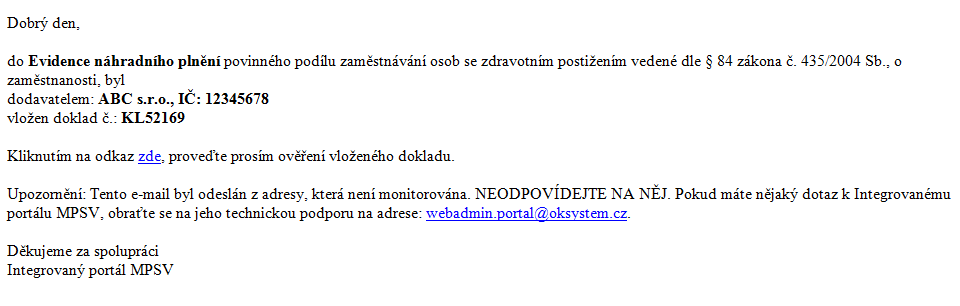 Dobrý den,
do Evidence náhradního plnění povinného podílu zaměstnávání osob se zdravotním postižením vedené dle § 84 zákona č. 435/2004 Sb., o
zaměstnanosti, byl
dodavatelem: ABC s.r.o., IČ: 12345678
vložen doklad č.: KL52169
Kliknutím na odkaz zde, proveďte prosím ověření vloženého dokladu.
Upozornění: Tento e-mail byl odeslán z adresy, která není monitorována. NEODPOVÍDEJTE NA NĚJ. Pokud máte nějaký dotaz k Integrovanému
portálu MPSV, obraťte se na jeho technickou podporu na adrese: webadmin.portal@oksystem.cz.
Děkujeme za spolupráci
Integrovaný portál MPSV